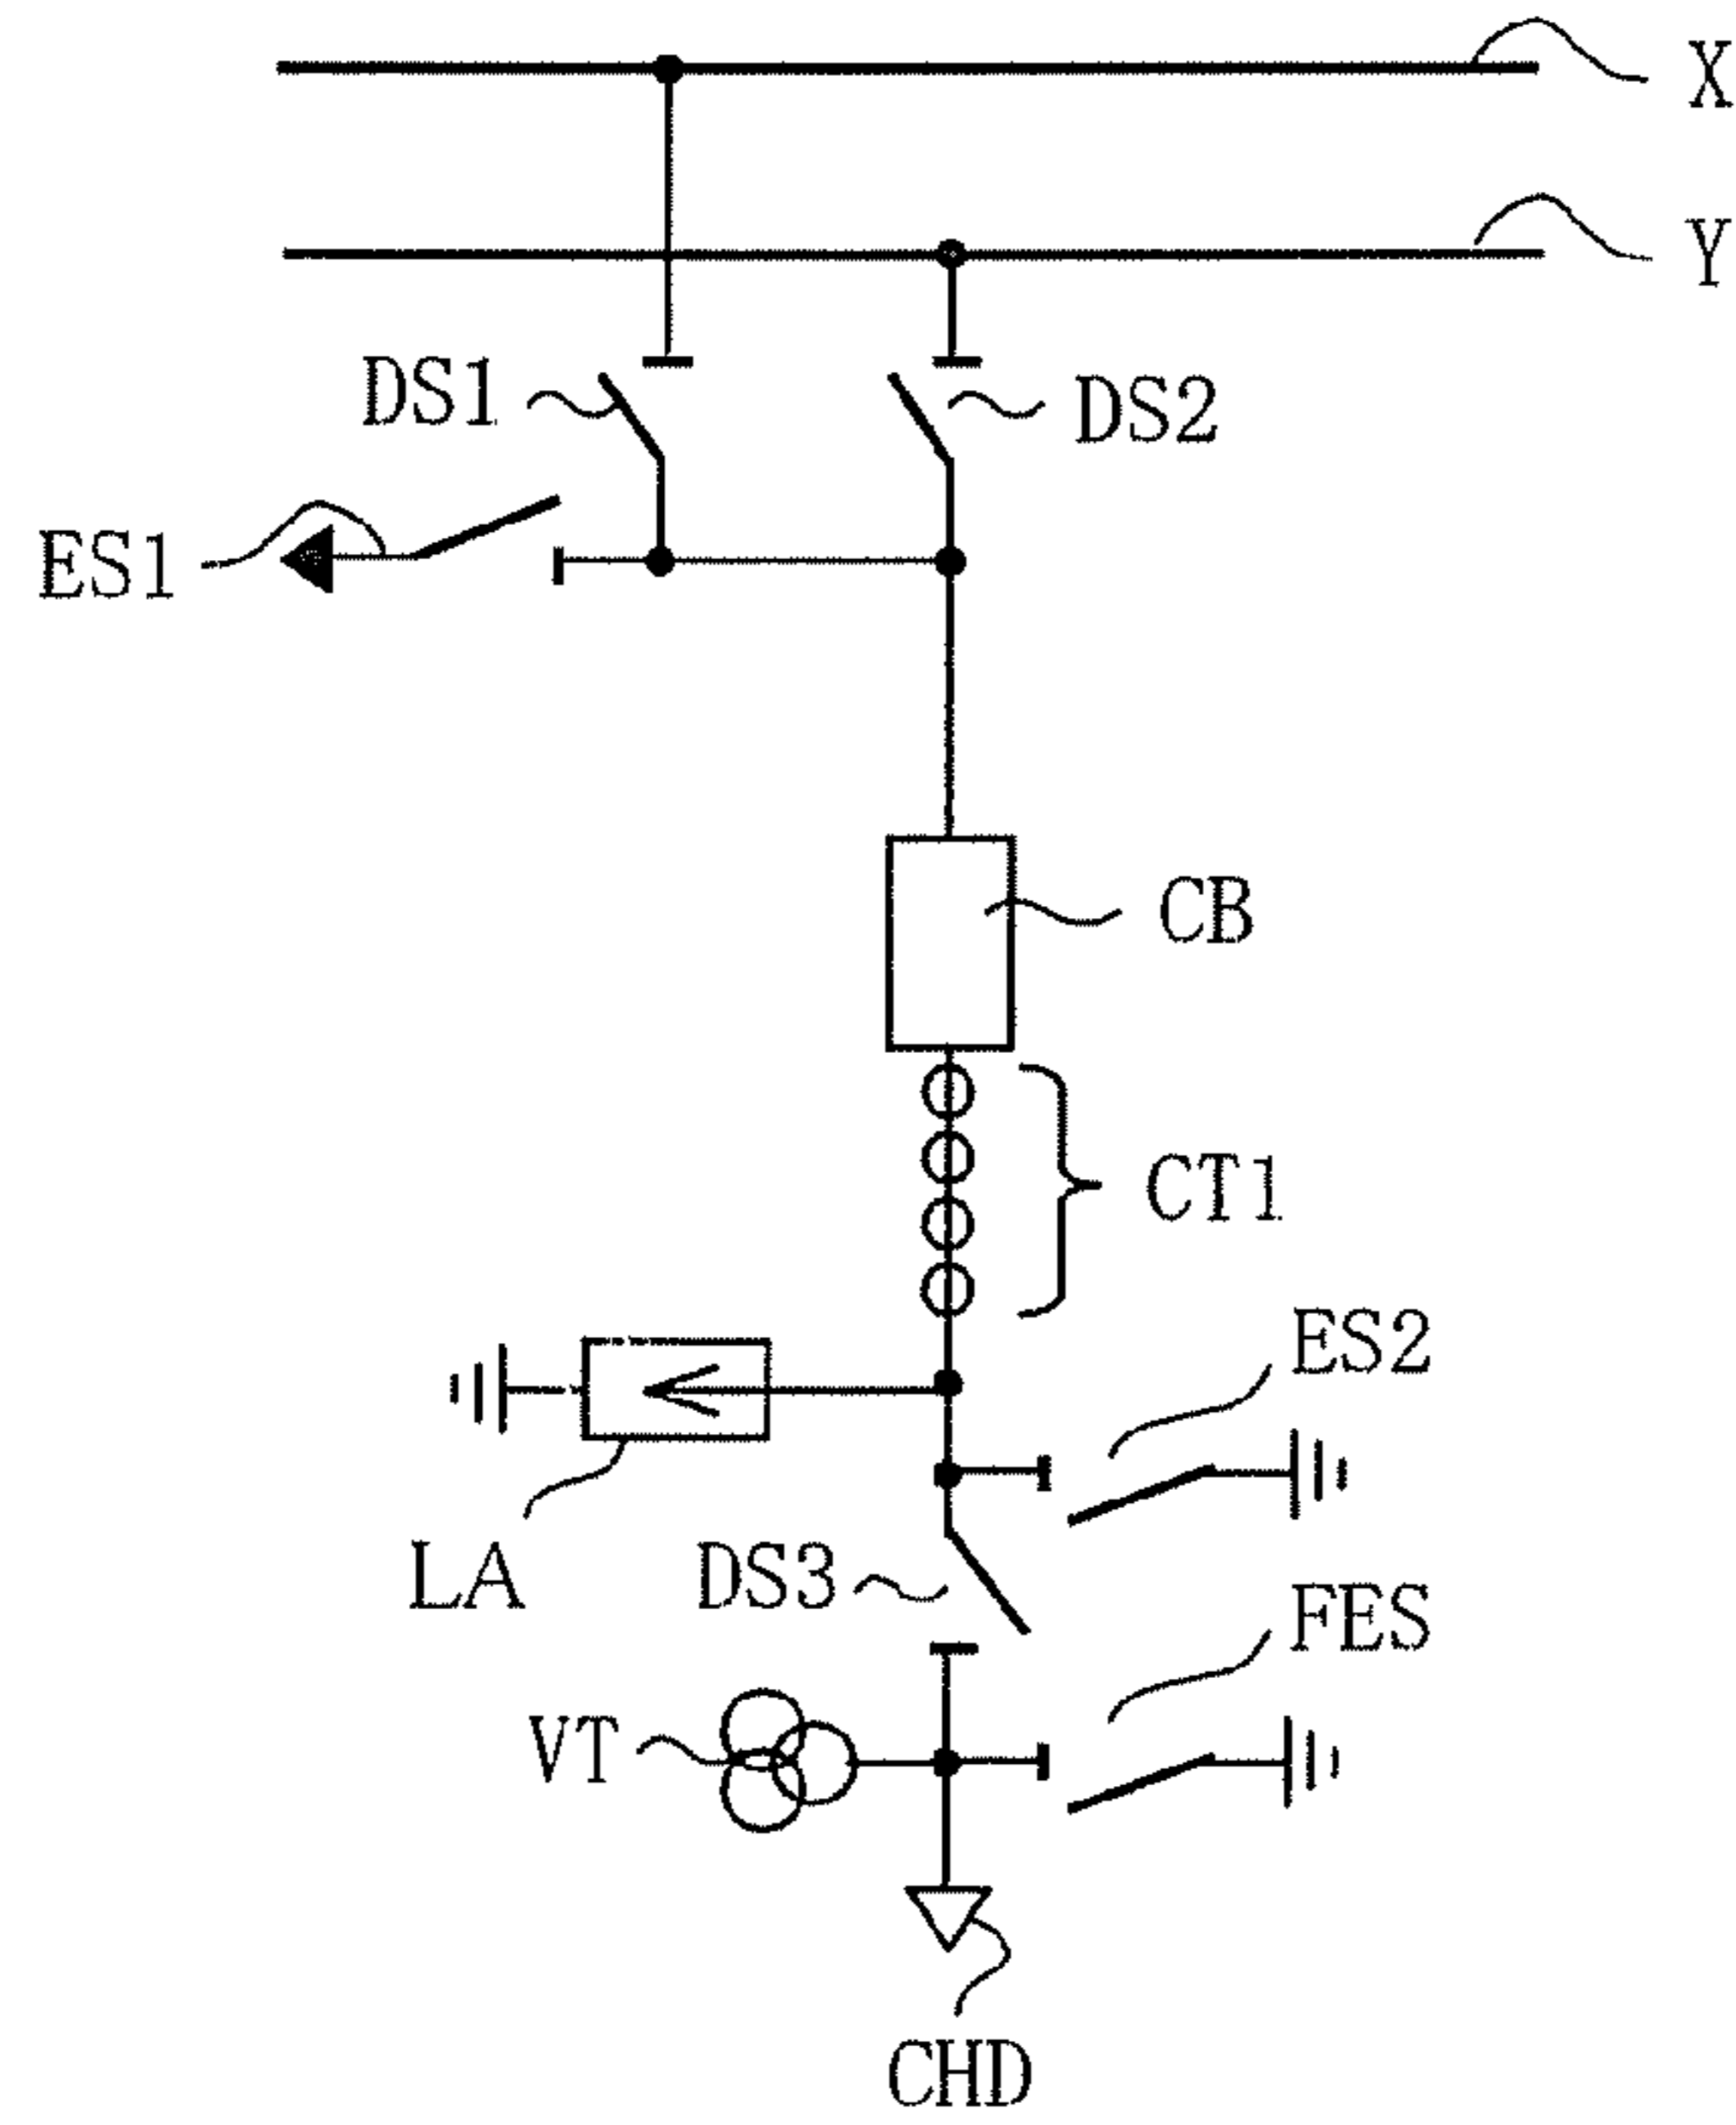 X
Y
DS1
DS2
ES1
CB
CT1
ES2
LA
DS3
FES
VT
CHD